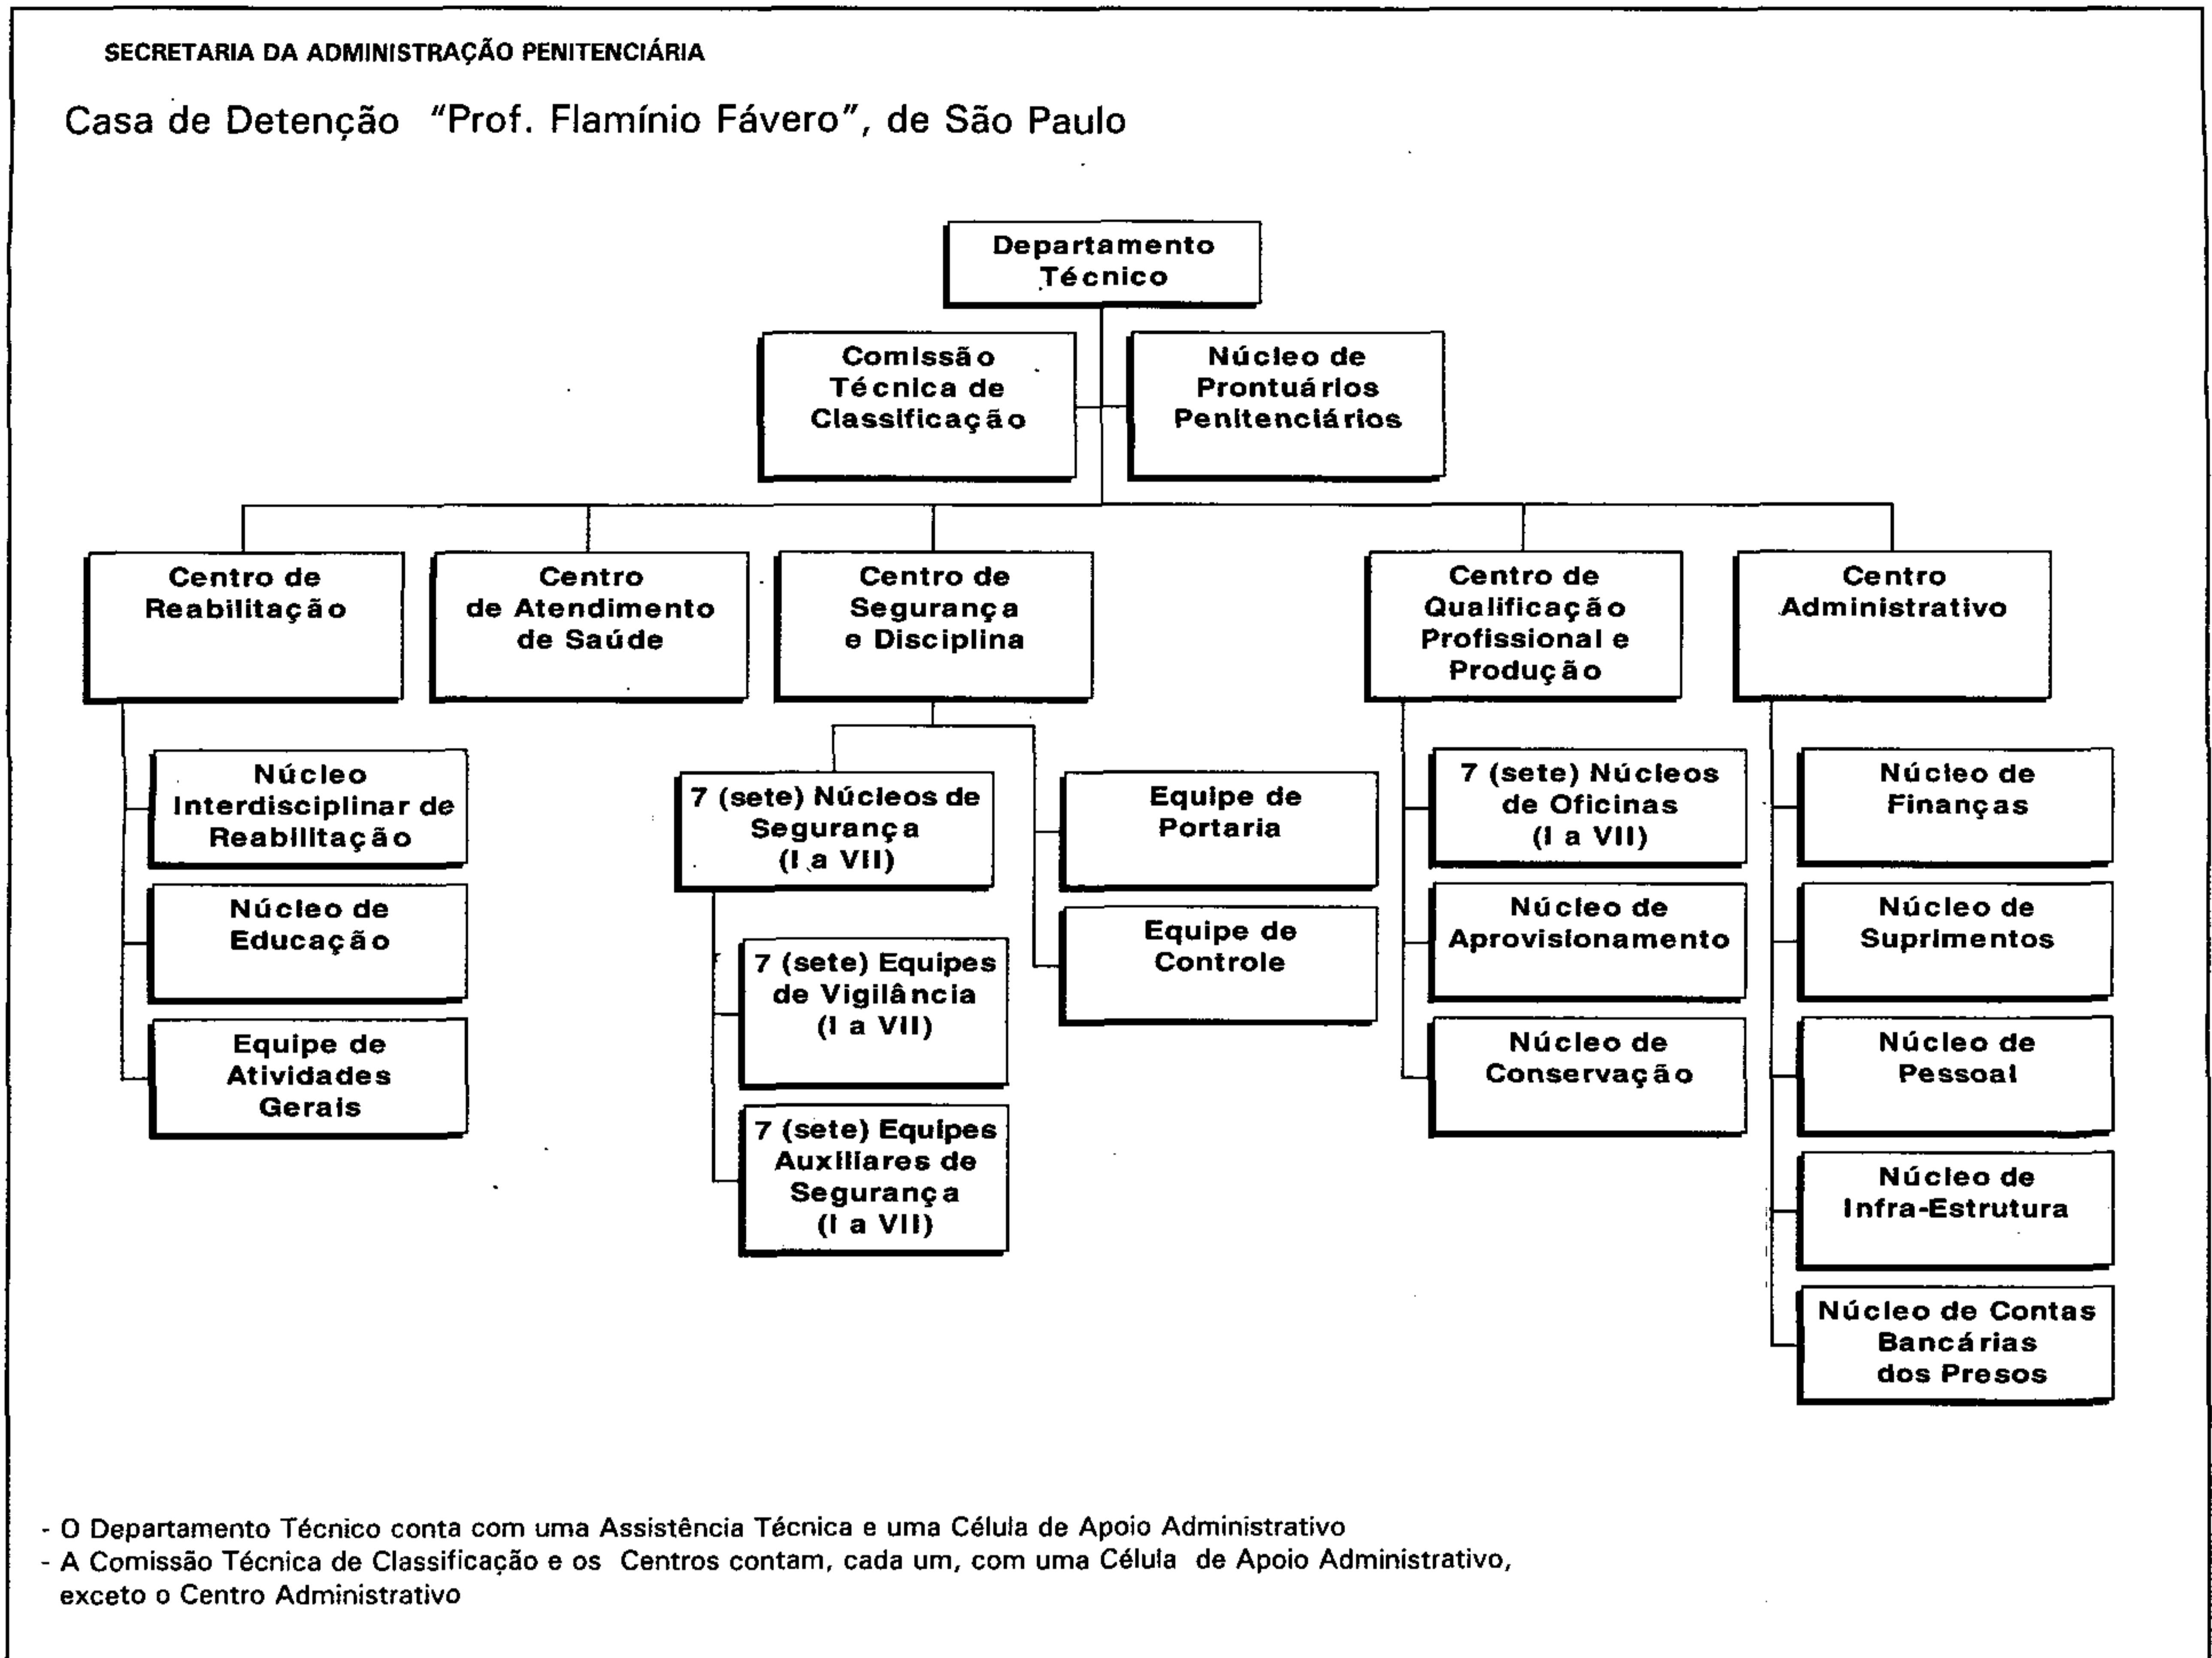 SECRETARIA DA ADMINISTRAÇÃO PENITENCIÁRIA
Casa de Detenção "Prof. Flamínio Fávero", de São Paulo
Departamento
Técnico
Comissão
Técnica de
Classificação
Núcleo de
Prontuários
Penitenciários
Centro de
Reabilitação
Centro
de Atendimento
de Saúde
Centro de
Segurança
e Disciplina
Centro de
Qualificação
Profissional e
Produção
Centro
Administrativo
Núcleo
Interdisciplinar de
Reabilitação
Núcleo de
Educação
Equipe de
Atividades
Gerais
7 (sete) Núcleos de
Segurança
(I a VII)
7 (sete) Equipes
de Vigilância
(I a VII)
7 (sete) Equipes
Auxiliares de
Segurança
(I a VII)
Equipe de
Portaria
Equipe de
Controle
7 (sete) Núcleos
de Oficinas
(I a VII)
Núcleo de
Aprovisionamento
Núcleo de
Conservação
Núcleo de
Finanças
Núcleo de
Suprimentos
Núcleo de
Pessoal
Núcleo de
Infra-Estrutura
Núcleo de Contas
Bancárias
dos Presos
- O Departamento Técnico conta com uma Assistência Técnica e uma Célula de Apoio Administrativo
- A Comissão Técnica de Classificação e os Centros contam, cada um, com uma Célula de Apoio Administrativo,
exceto o Centro Administrativo